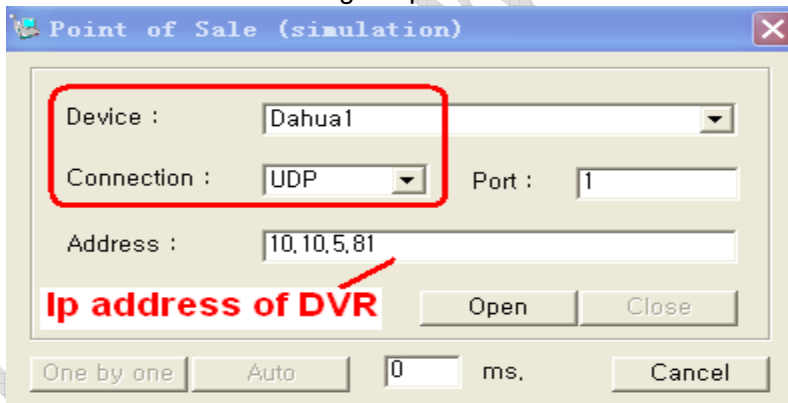 Point of Sale (simulation)
Device : Dahua1
Connection : UDP Port : 1
Address : 10,10,5,81
Ip address of DVR Open Close
One by one Auto 0 ms, Cancel